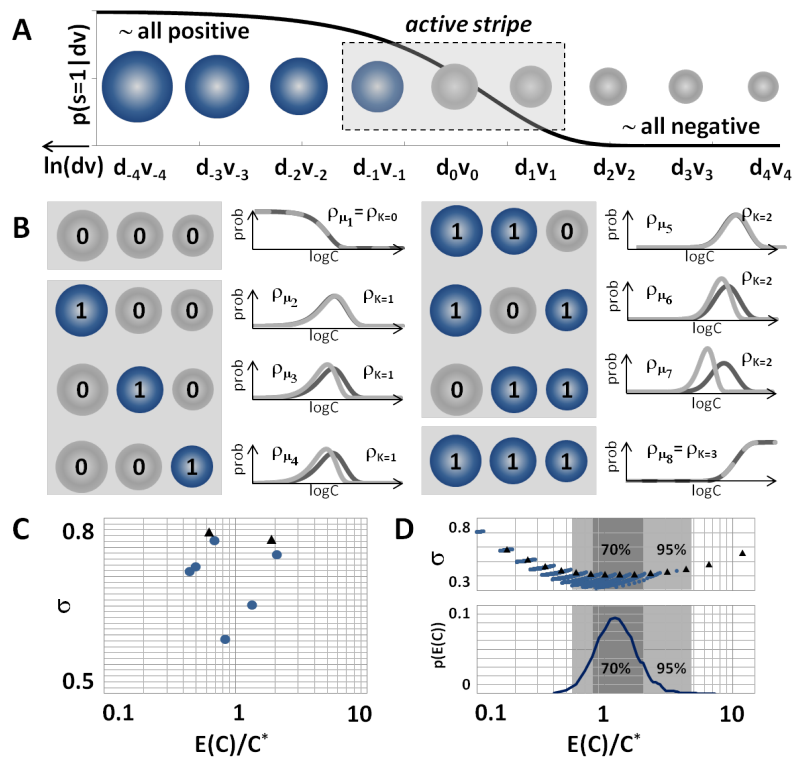 A
~ all positive
active stripe
p(s=1|dv)
~ all negative
ln(dv)
d₋₄v₋₄ d₋₃v₋₃ d₋₂v₋₂ d₋₁v₋₁ d₀v₀ d₁v₁ d₂v₂ d₃v₃ d₄v₄
B
0 0 0
prob
ρμ₁=ρK=0
logC
1 0 0
prob
ρμ₂
ρK=1
logC
0 1 0
prob
ρμ₃
ρK=1
logC
0 0 1
prob
ρμ₄
ρK=1
logC
1 1 0
prob
ρμ₅
ρK=2
logC
1 0 1
prob
ρμ₆
ρK=2
logC
0 1 1
prob
ρμ₇
ρK=2
logC
1 1 1
prob
ρμ₈=ρK=3
logC
C
0.8
σ
0.5
0.1 1 10
E(C)/C*
D
0.8
σ
0.3
70% 95%
0.1
p(E(C))
0
70% 95%
0.1 1 10
E(C)/C*